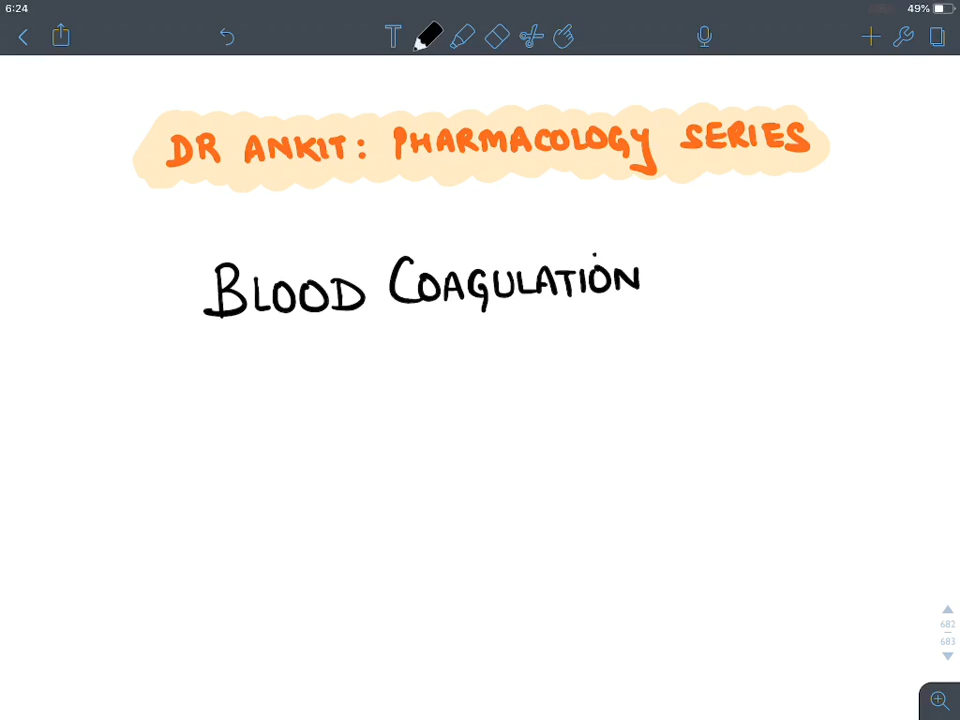 6:24
49%
T
DR ANKIT: PHARMACOLOGY SERIES
BLOOD COAGULATION
682
683